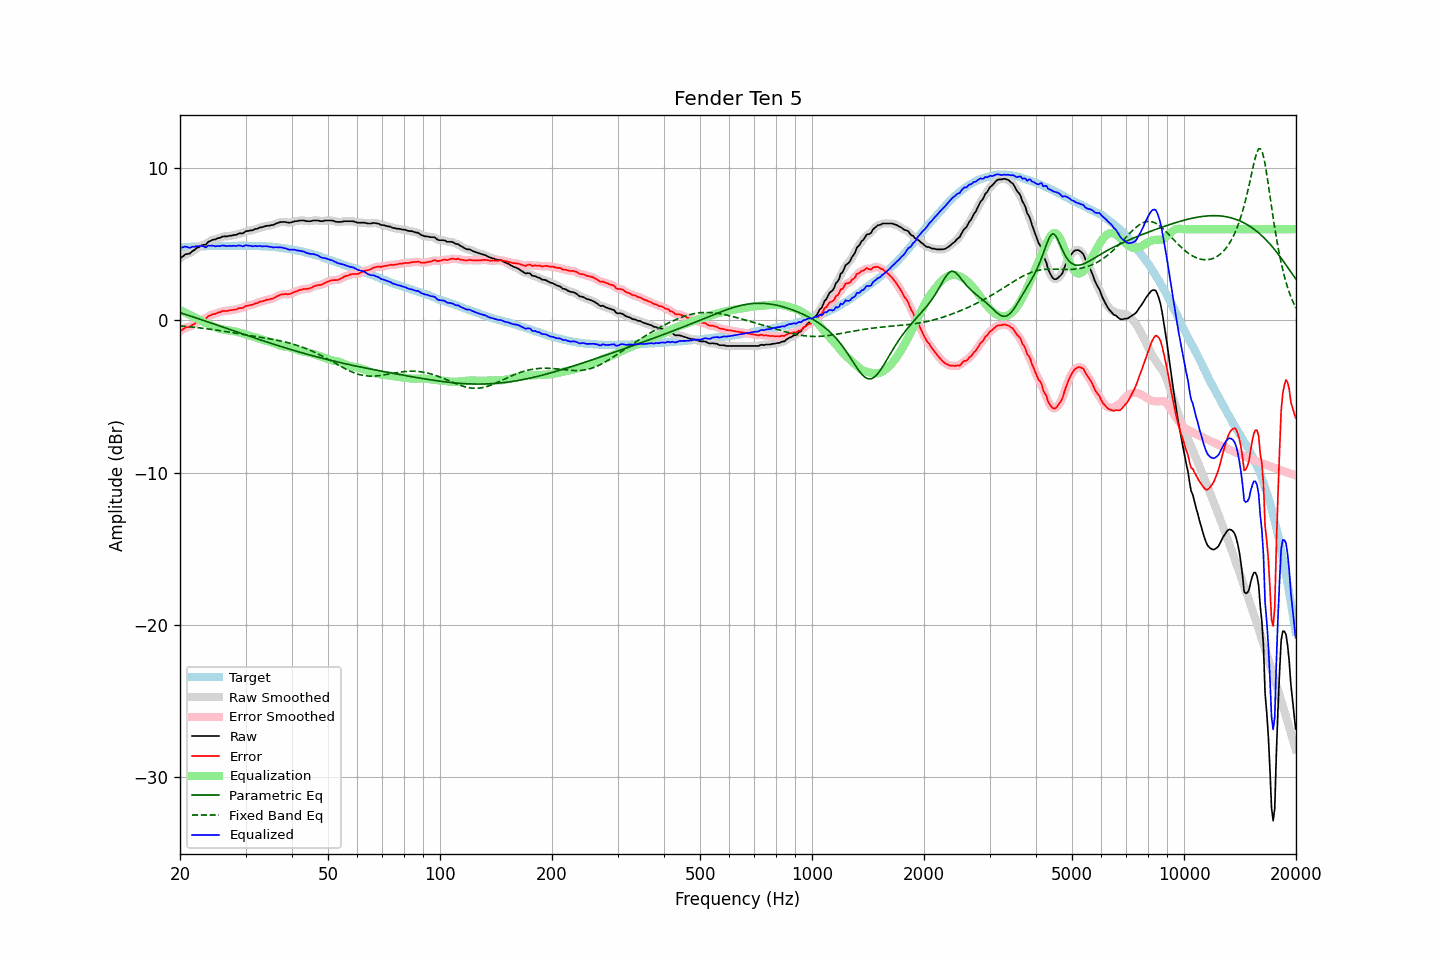 Fender Ten 5
10
0
−10
−20
−30
Amplitude (dBr)
Target
Raw Smoothed
Error Smoothed
Raw
Error
Equalization
Parametric Eq
Fixed Band Eq
Equalized
20 50 100 200 500 1000 2000 5000 10000 20000
Frequency (Hz)